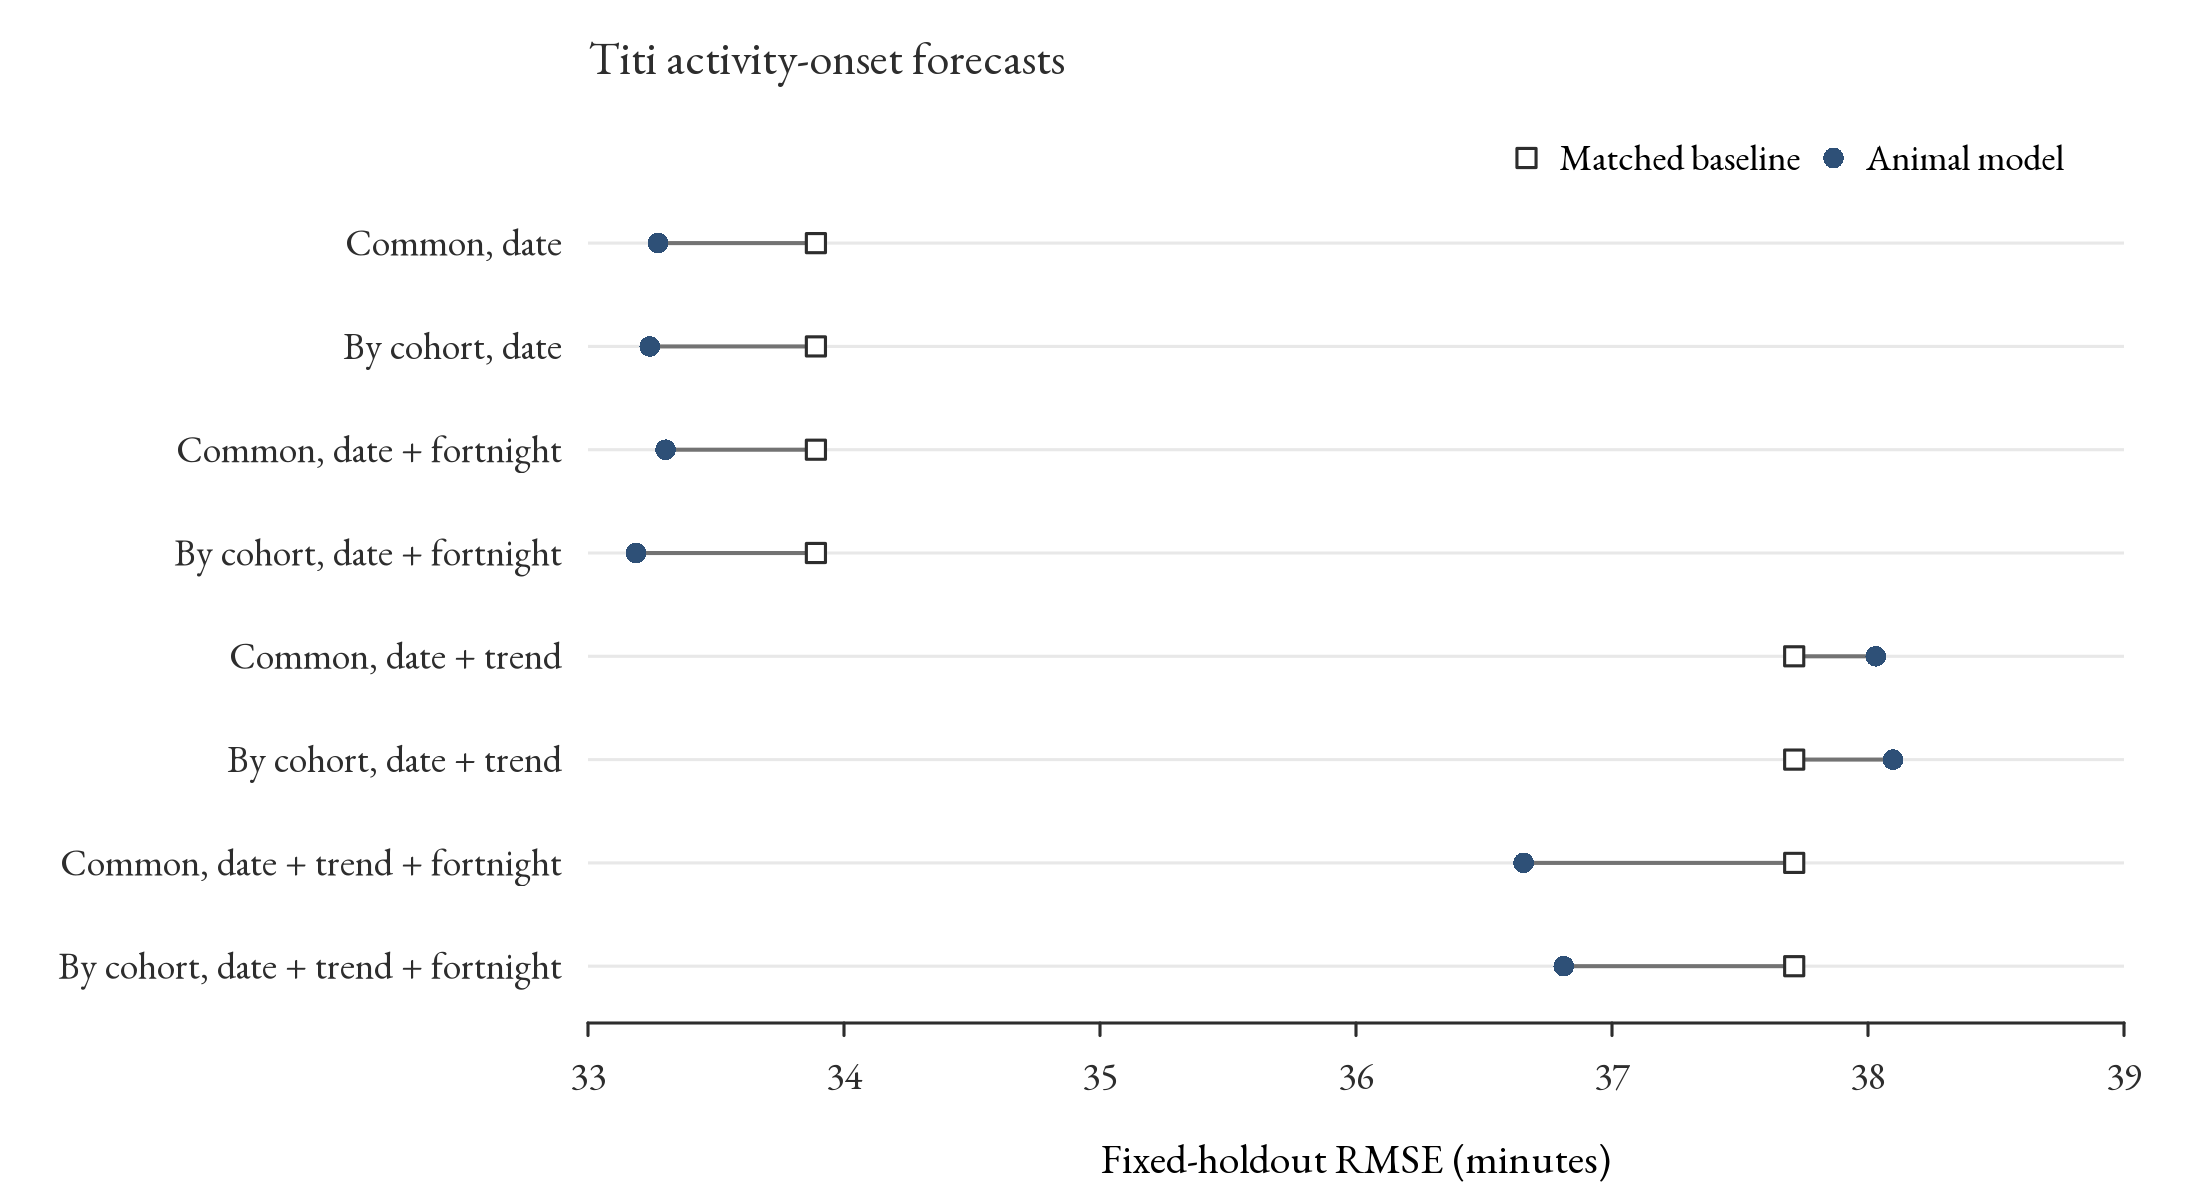 Titi activity-onset forecasts
Matched baseline Animal model
Common, date
By cohort, date
Common, date + fortnight
By cohort, date + fortnight
Common, date + trend
By cohort, date + trend
Common, date + trend + fortnight
By cohort, date + trend + fortnight
33 34 35 36 37 38 39
Fixed-holdout RMSE (minutes)